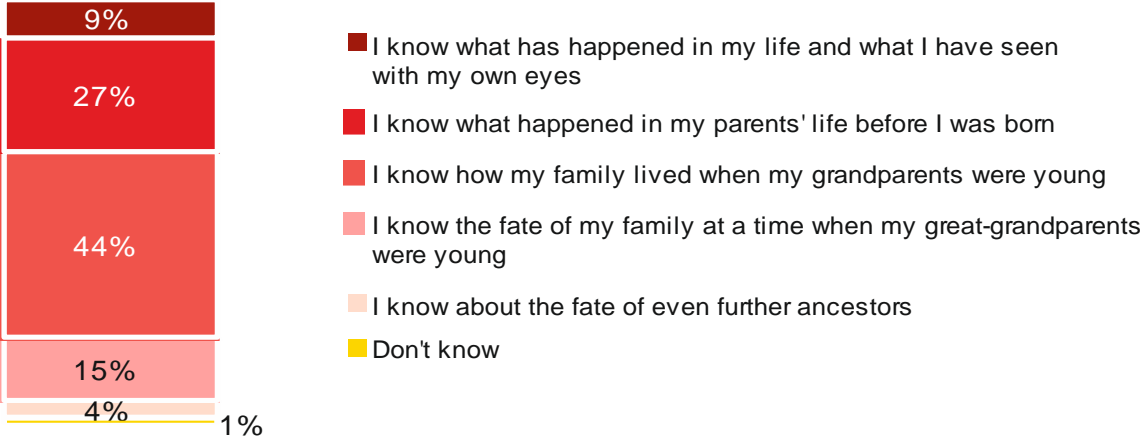 9%
27%
44%
15%
4%
1%
I know what has happened in my life and what I have seen
with my own eyes
I know what happened in my parents' life before I was born
I know how my family lived when my grandparents were young
I know the fate of my family at a time when my great-grandparents
were young
I know about the fate of even further ancestors
Don't know